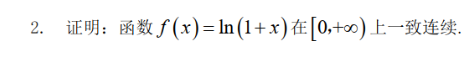 2. 证明：函数 f(x)=ln(1+x) 在[0,+∞) 上一致连续.